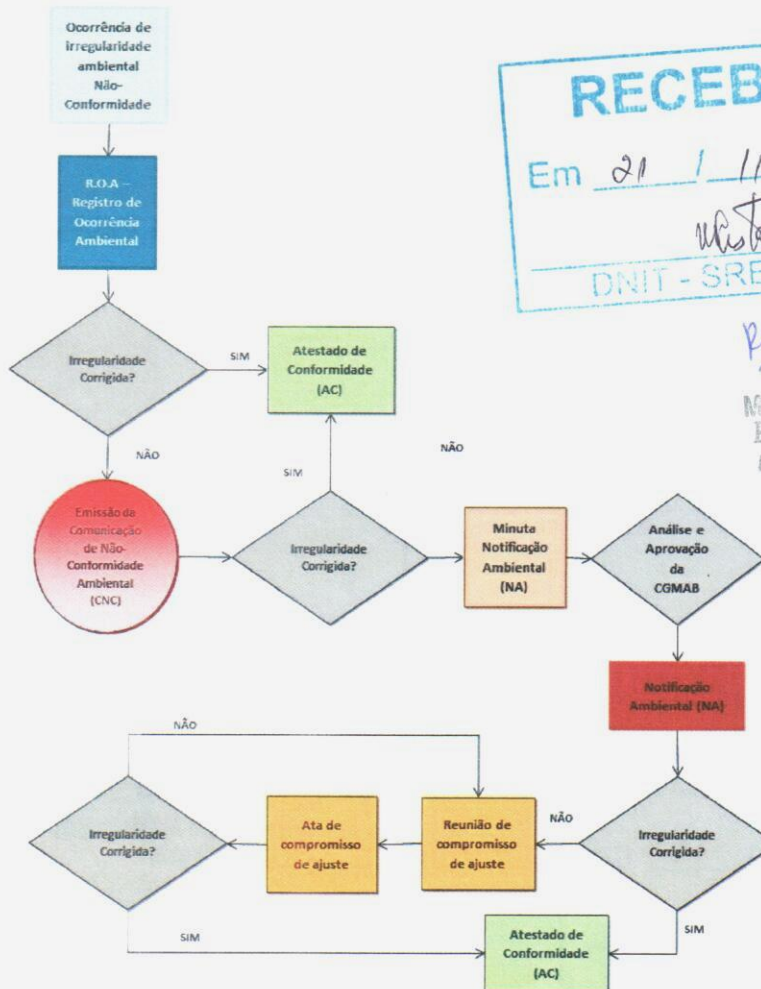 Ocorrência de
irregularidade
ambiental
Não-
Conformidade
RECEB
Em 21 / 11
DNIT - SRE
R.O.A –
Registro de
Ocorrência
Ambiental
Irregularidade
Corrigida?
SIM
Atestado de
Conformidade
(AC)
NÃO
SIM
NÃO
Emissão da
Comunicação
de Não-
Conformidade
Ambiental
(CNC)
Irregularidade
Corrigida?
Minuta
Notificação
Ambiental
(NA)
Análise e
Aprovação
da
CGMAB
Notificação
Ambiental (NA)
NÃO
Irregularidade
Corrigida?
Ata de
compromisso
de ajuste
Reunião de
compromisso
de ajuste
NÃO
Irregularidade
Corrigida?
SIM
Atestado de
Conformidade
(AC)
SIM